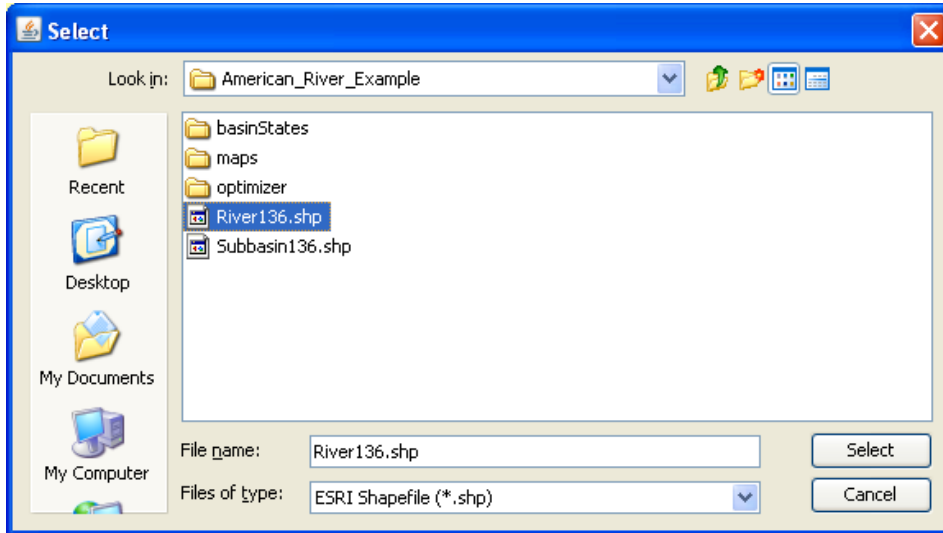 Select
Look in: American_River_Example
basinStates
maps
optimizer
River136.shp
Subbasin136.shp
Recent
Desktop
My Documents
My Computer
File name: River136.shp Select
Files of type: ESRI Shapefile (*.shp) Cancel